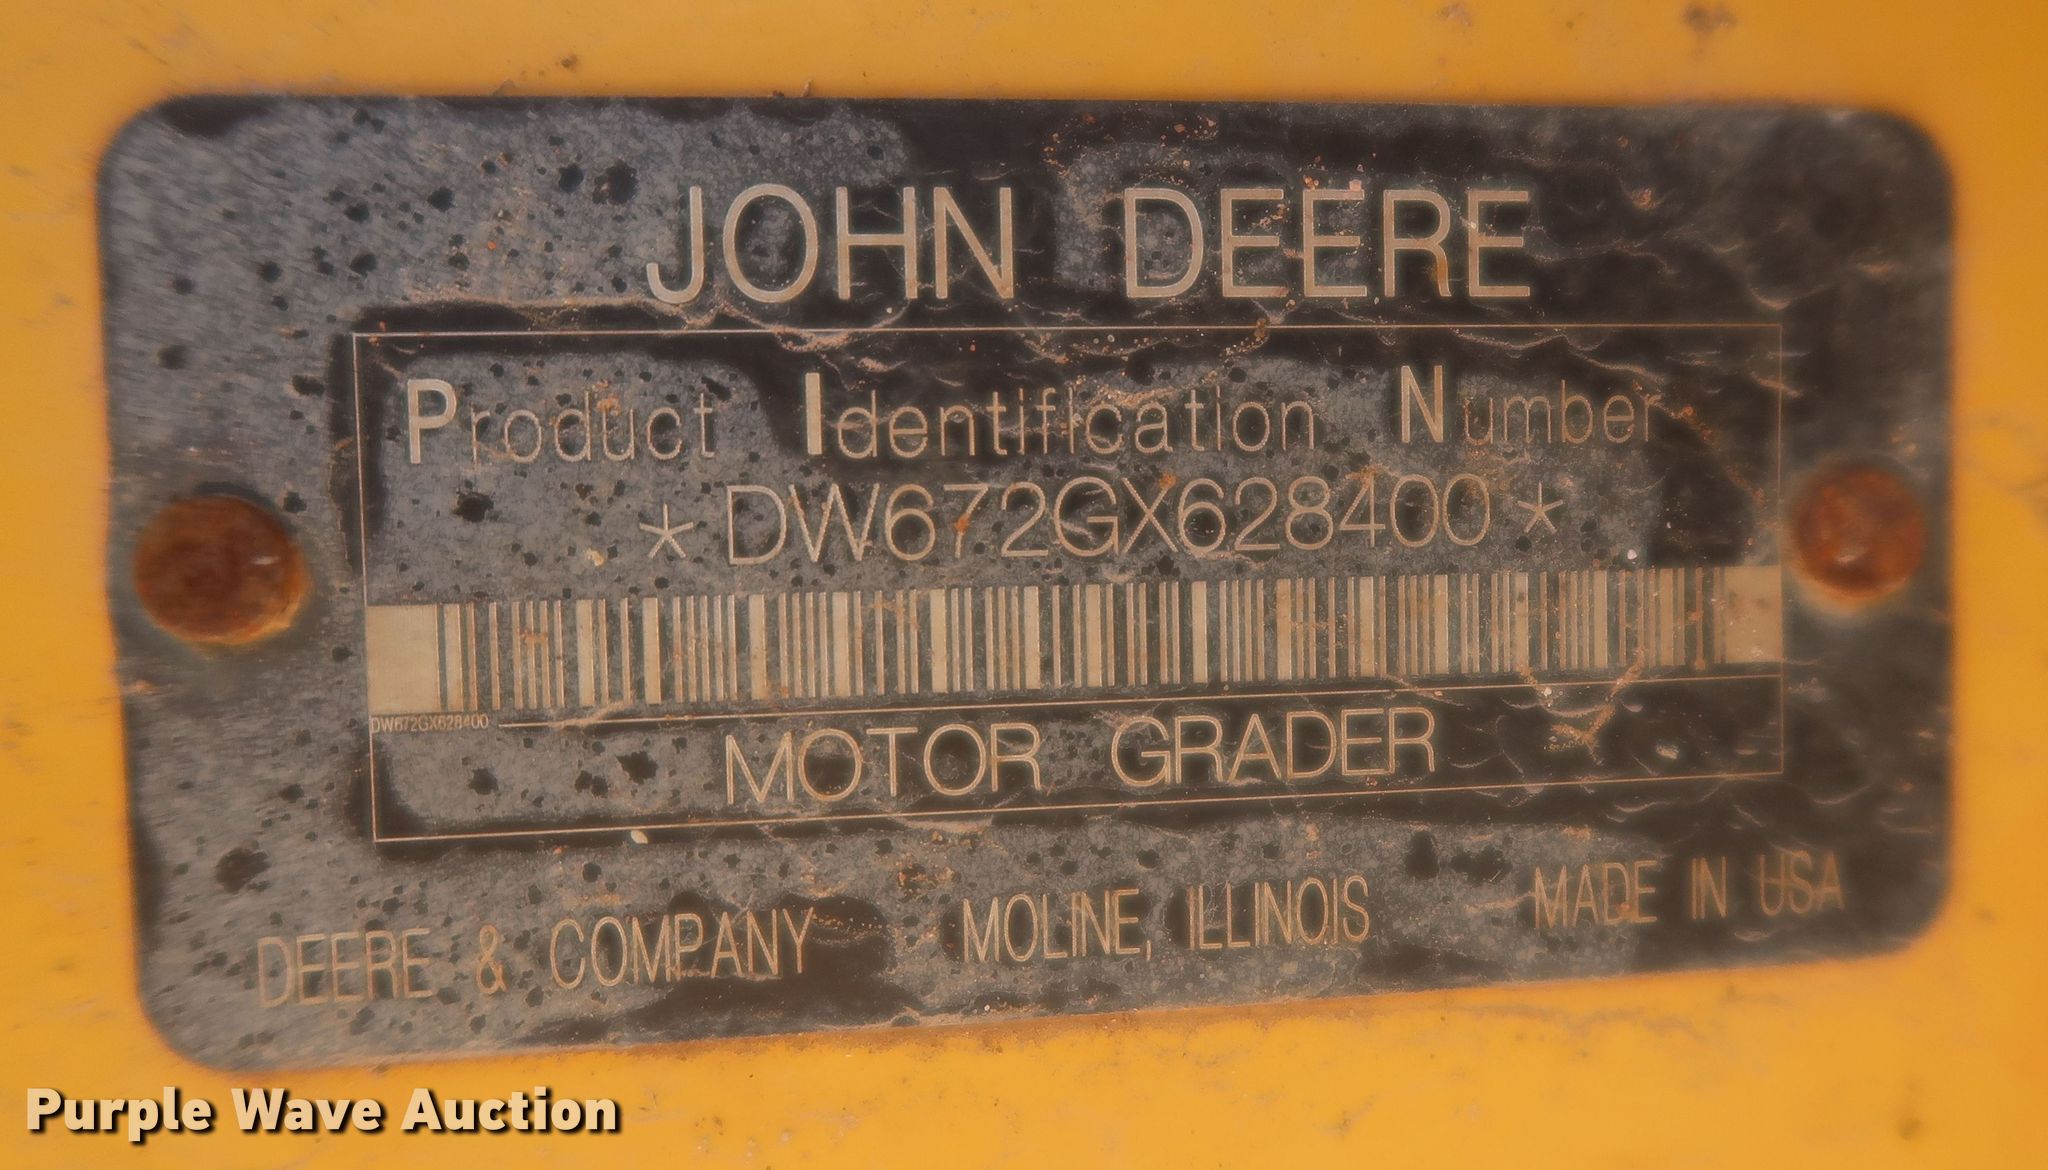 JOHN DEERE
Product Identification Number
* DW672GX628400 *
DW672GX628400
MOTOR GRADER
DEERE & COMPANY MOLINE, ILLINOIS MADE IN USA
Purple Wave Auction